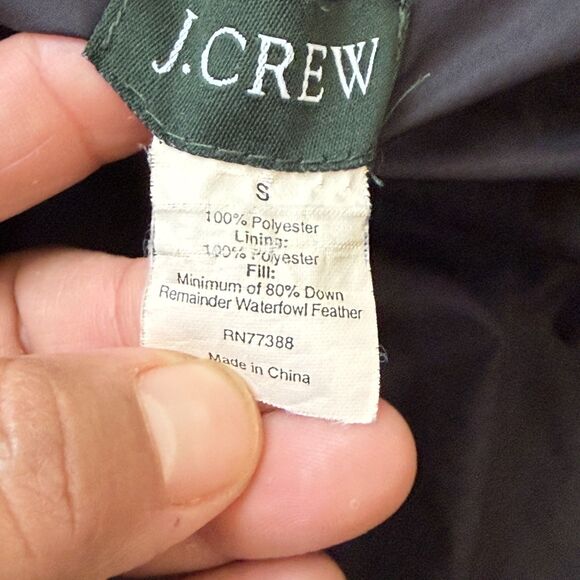 J.CREW
S
100% Polyester
Lining:
100% Polyester
Fill:
Minimum of 80% Down
Remainder Waterfowl Feather
RN77388
Made in China